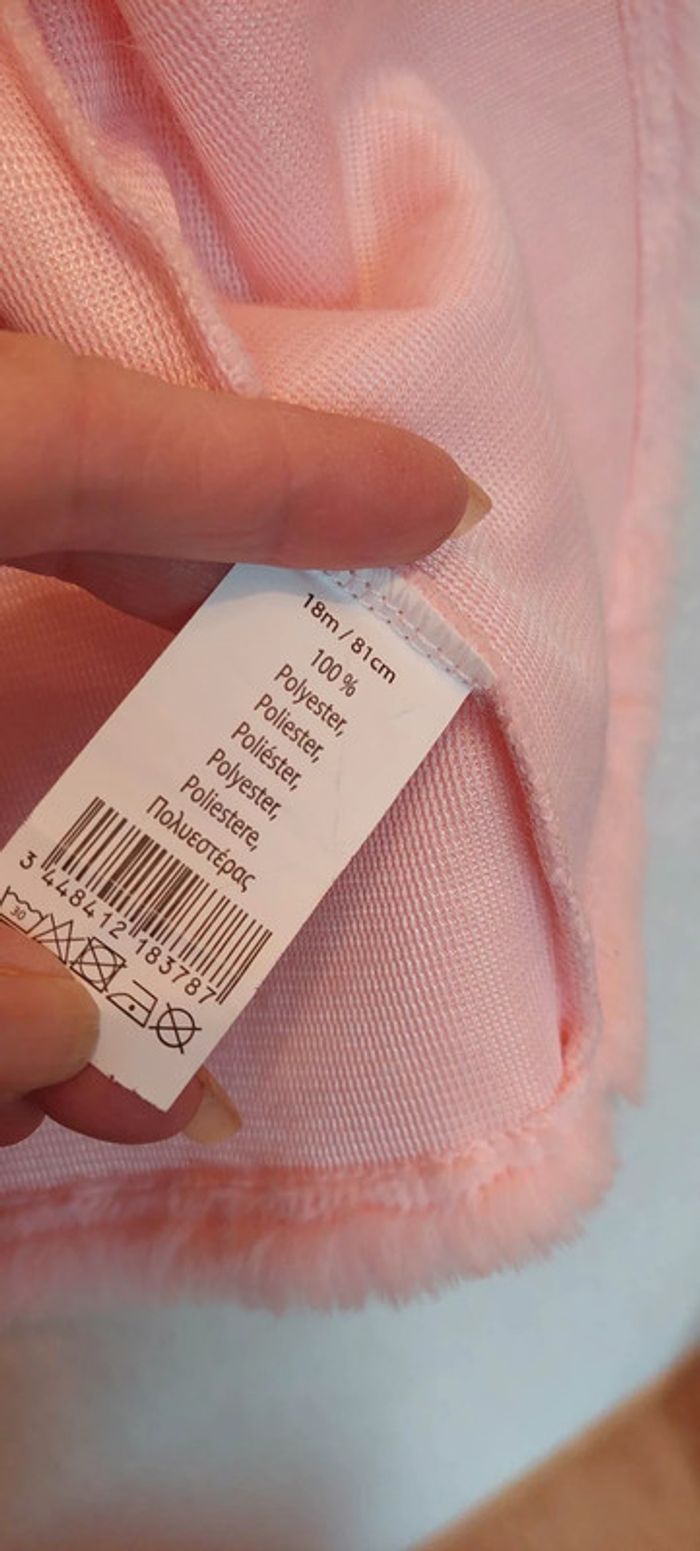 18m / 81cm
100 %
Polyester,
Poliester,
Poliéster,
Polyester,
Poliestere,
Πολυεστέρας
3 448412 183787
30